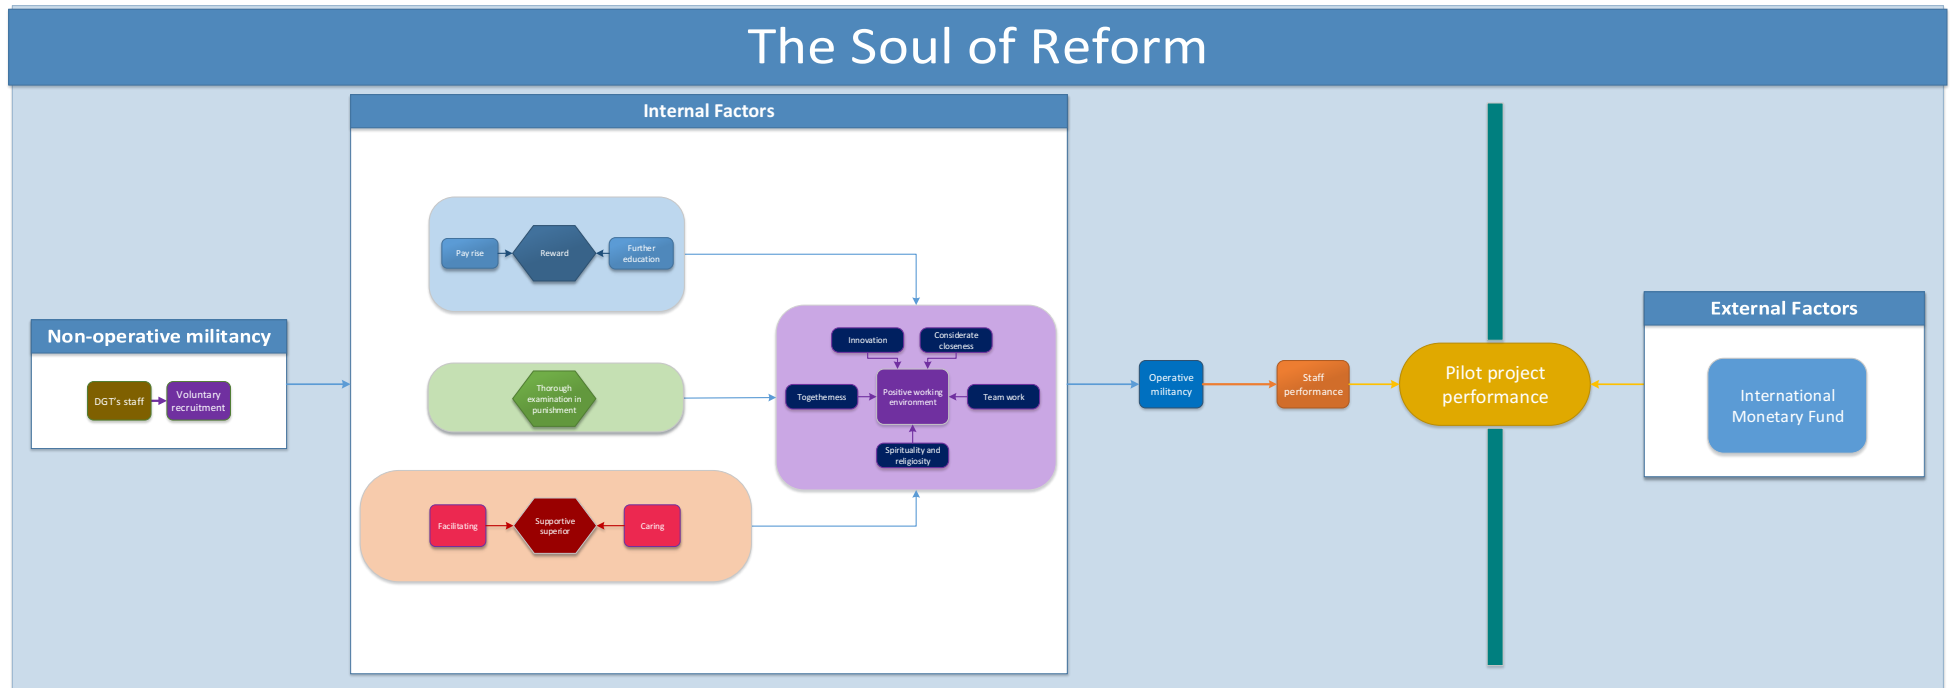 The Soul of Reform
Internal Factors
Pay rise
Reward
Further
education
Non-operative militancy
DGT's staff
Voluntary
recruitment
Thorough
examination in
punishment
Innovation
Considerate
closeness
Togetherness
Positive working
environment
Team work
Spirituality and
religiosity
Facilitating
Supportive
superior
Caring
Operative
militancy
Staff
performance
Pilot project
performance
External Factors
International
Monetary Fund